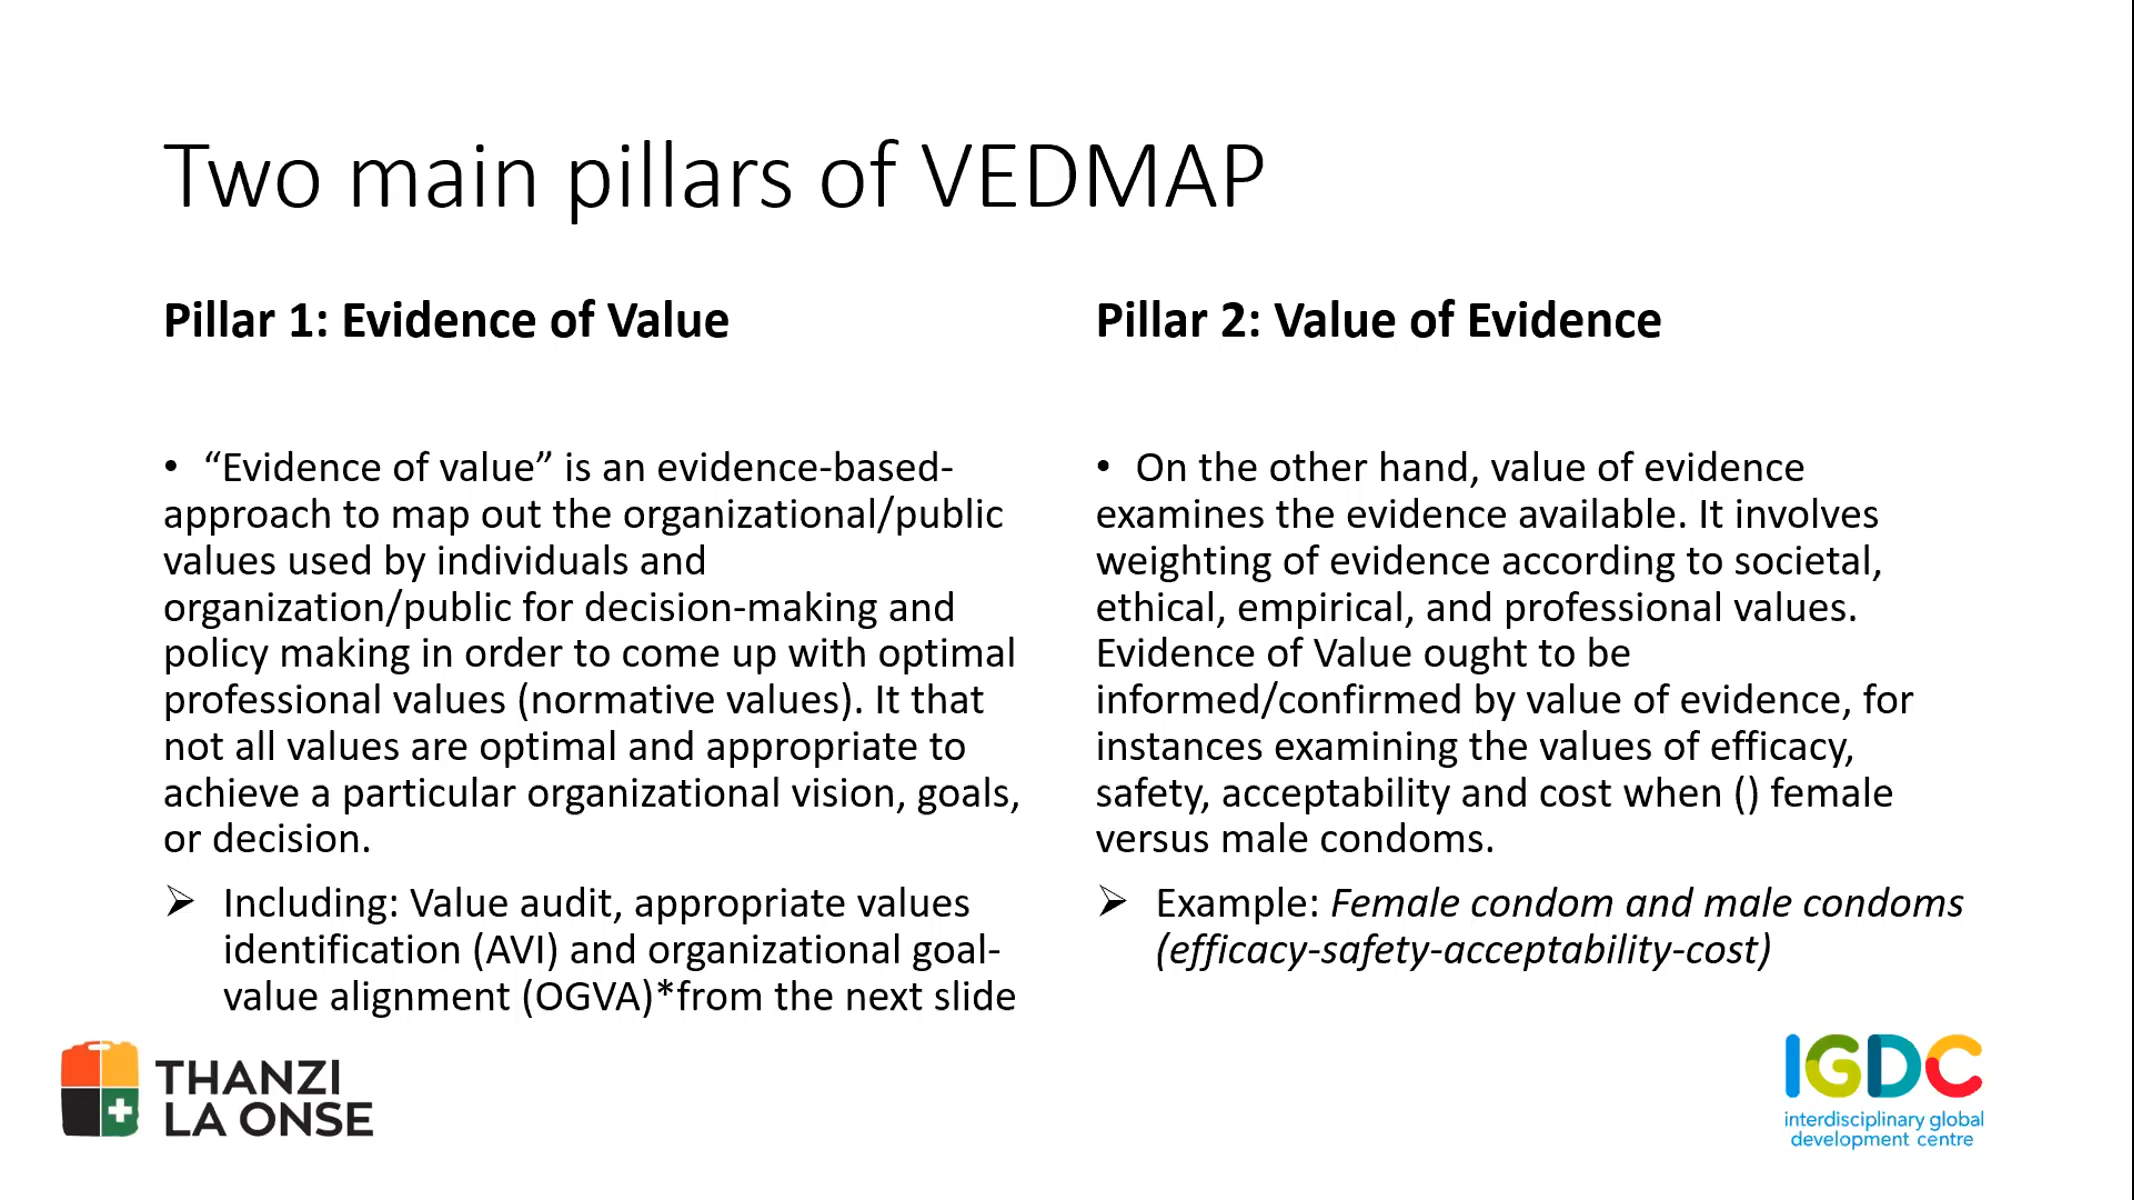 Two main pillars of VEDMAP
Pillar 1: Evidence of Value
• “Evidence of value” is an evidence-based-
approach to map out the organizational/public
values used by individuals and
organization/public for decision-making and
policy making in order to come up with optimal
professional values (normative values). It that
not all values are optimal and appropriate to
achieve a particular organizational vision, goals,
or decision.
➢ Including: Value audit, appropriate values
identification (AVI) and organizational goal-
value alignment (OGVA)*from the next slide
Pillar 2: Value of Evidence
• On the other hand, value of evidence
examines the evidence available. It involves
weighting of evidence according to societal,
ethical, empirical, and professional values.
Evidence of Value ought to be
informed/confirmed by value of evidence, for
instances examining the values of efficacy,
safety, acceptability and cost when () female
versus male condoms.
➢ Example: Female condom and male condoms
(efficacy-safety-acceptability-cost)
THANZI
LA ONSE
IGDC
interdisciplinary global
development centre